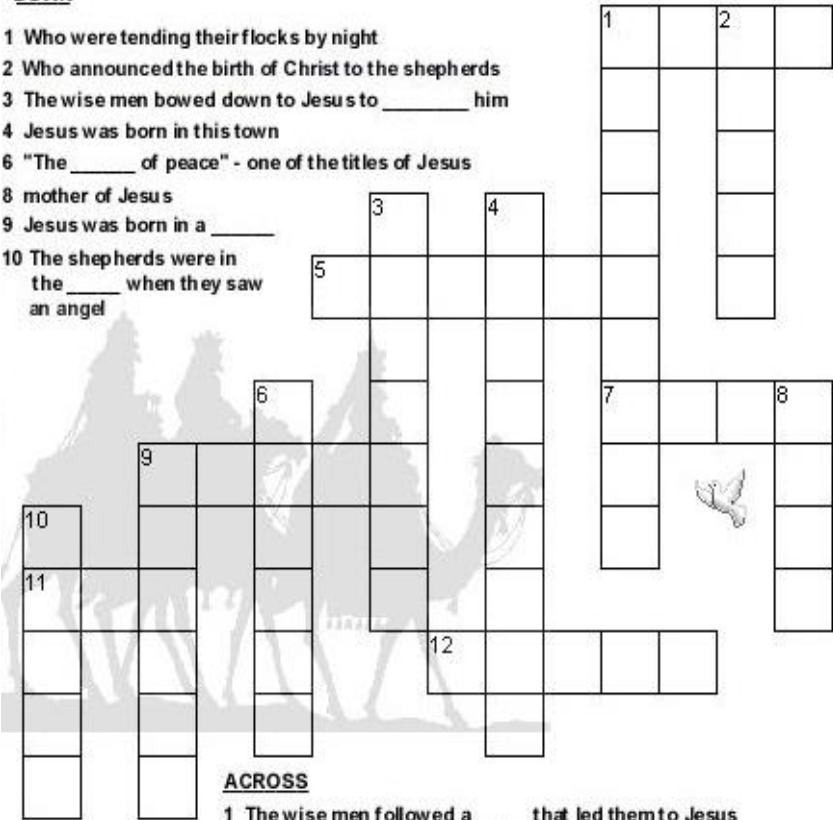 1 Who were tending their flocks by night
2 Who announced the birth of Christ to the shepherds
3 The wise men bowed down to Jesus to ________ him
4 Jesus was born in this town
6 "The ______ of peace" - one of the titles of Jesus
8 mother of Jesus
9 Jesus was born in a ______
10 The shepherds were in
the _____ when they saw
an angel
1
2
3
4
5
6
7
8
9
10
11
12
ACROSS
1 The wise men followed a ____ that led them to Jesus